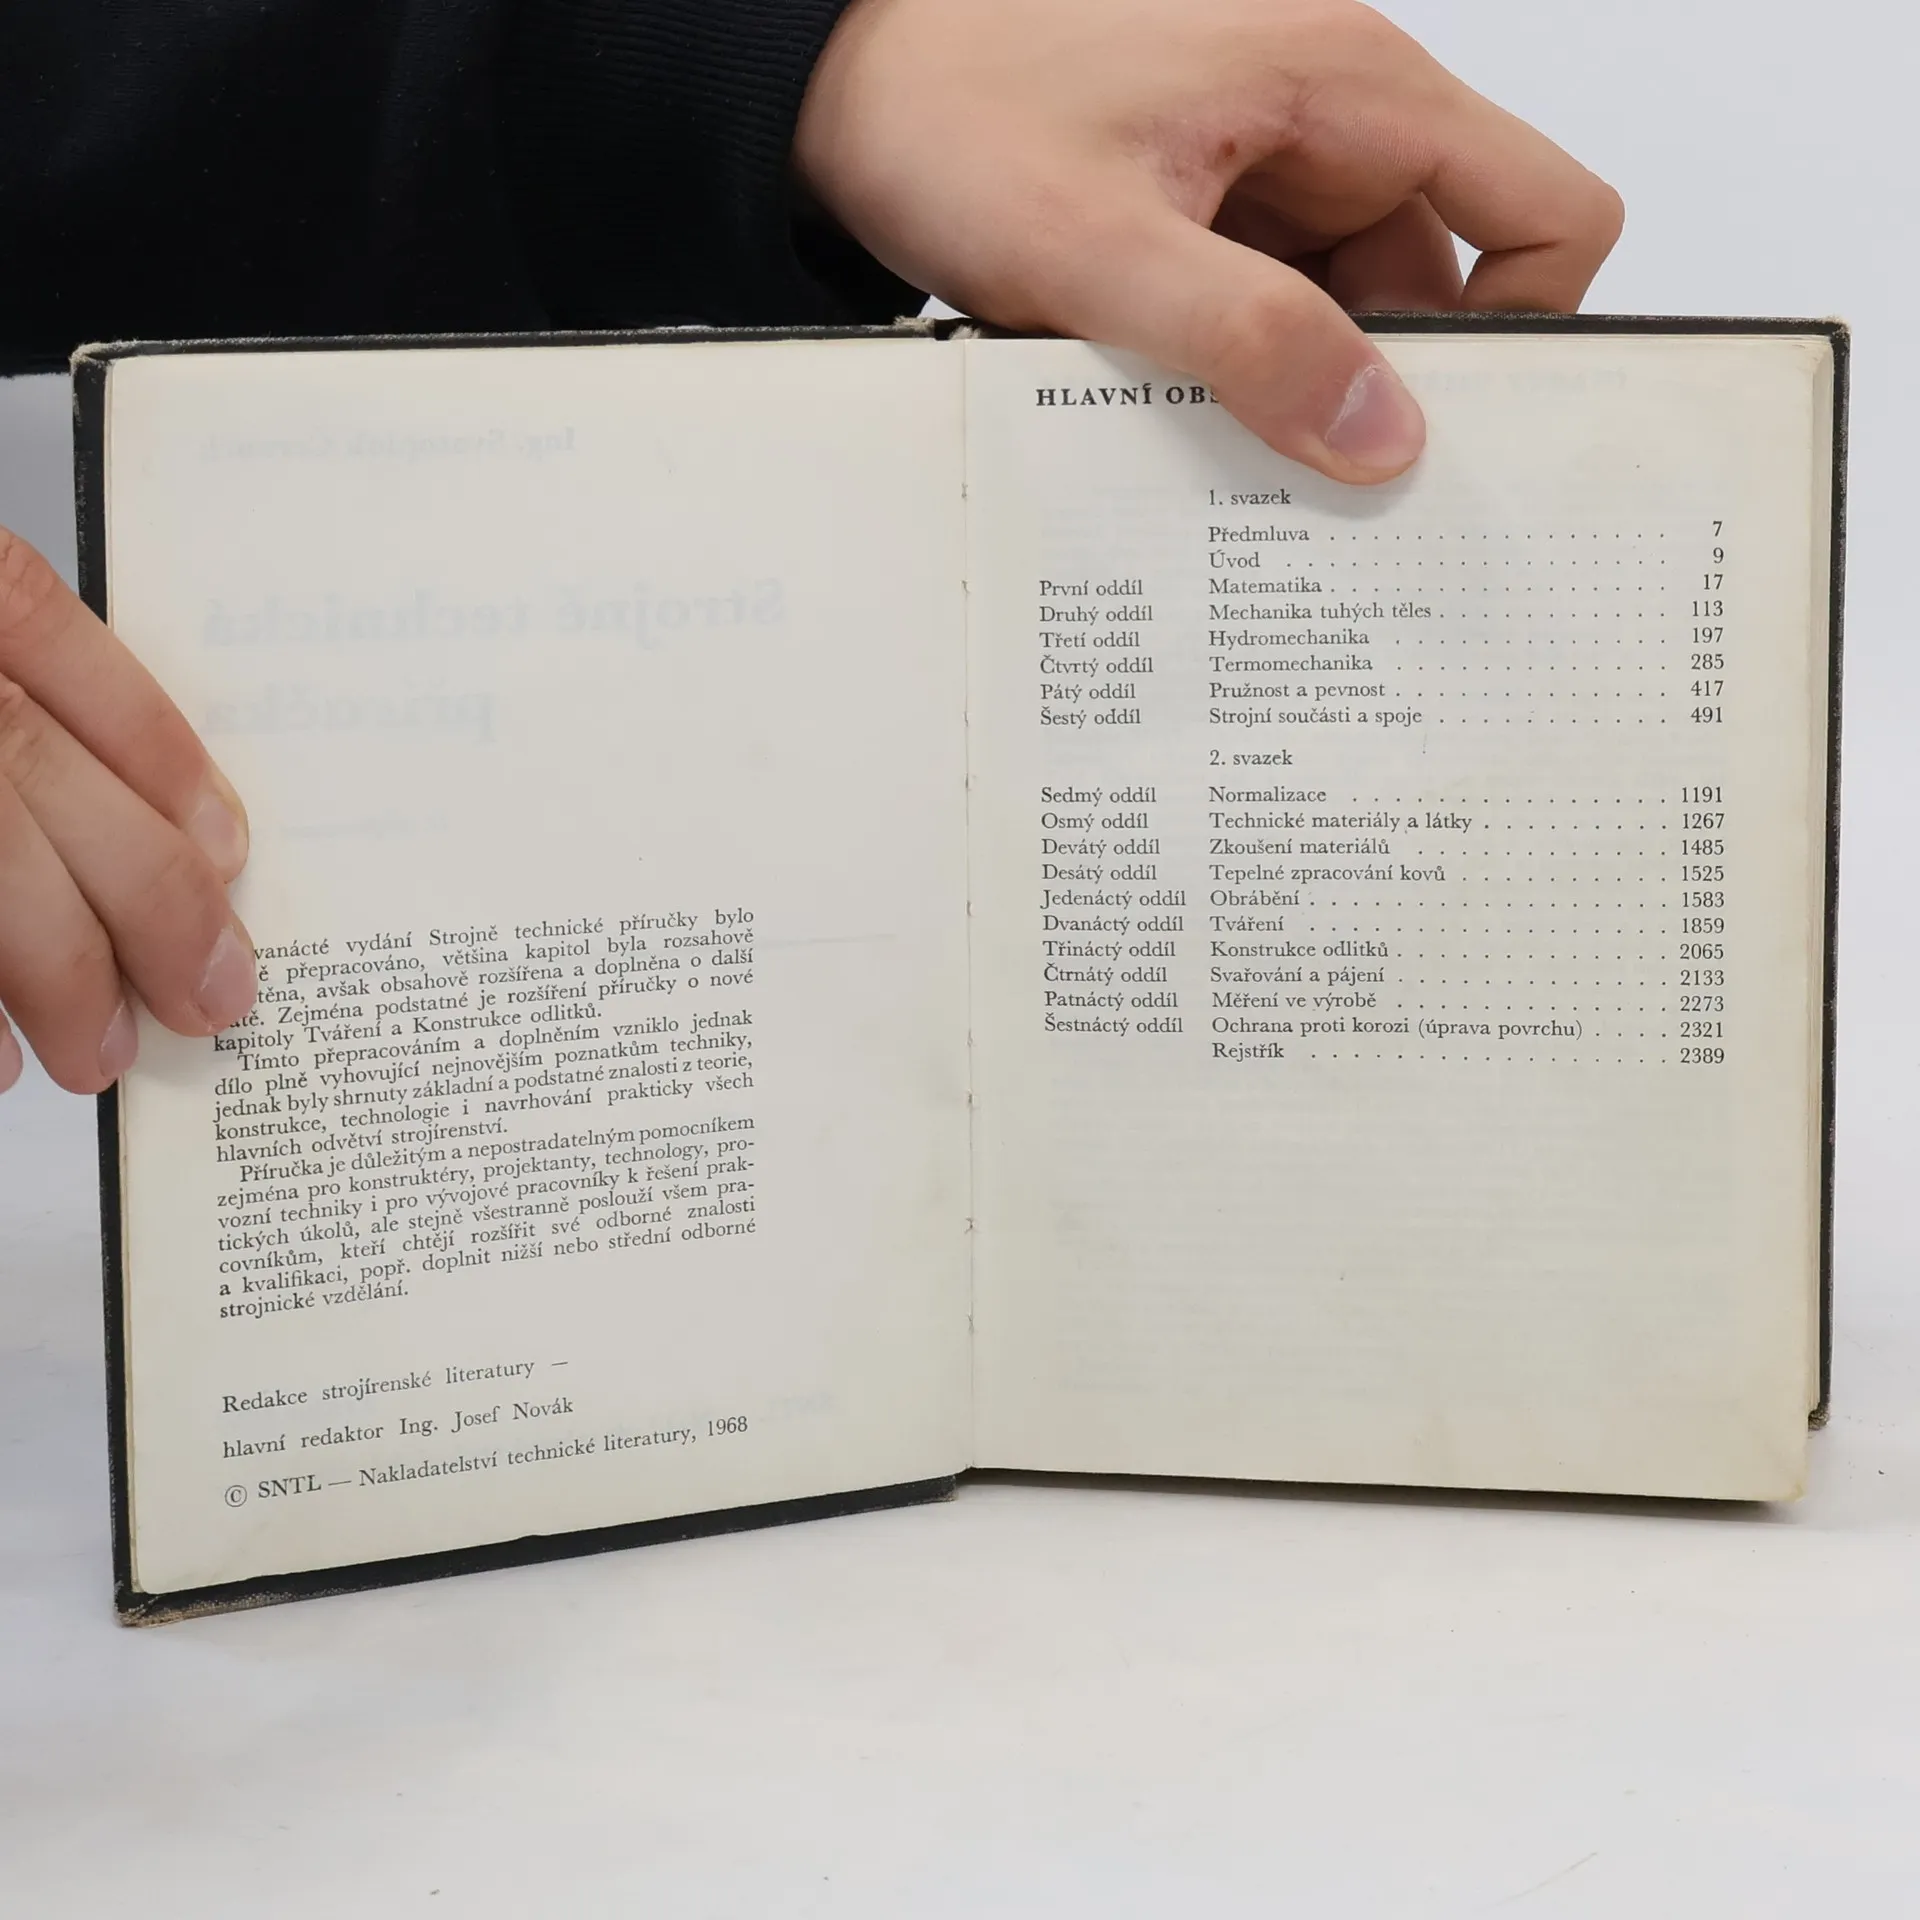 vanácté vydání Strojně technické příručky bylo
přepracováno, většina kapitol byla rozsahově
avšak obsahově rozšířena a doplněna o další
Zejména podstatné je rozšíření příručky o nové
kapitoly Tváření a Konstrukce odlitků.
Tímto přepracováním a doplněním vzniklo jednak
dílo plně vyhovující nejnovějším poznatkům techniky,
jednak byly shrnuty základní a podstatné znalosti z teorie,
konstrukce, technologie i navrhování prakticky všech
hlavních odvětví strojírenství.
Příručka je důležitým a nepostradatelným pomocníkem
zejména pro konstruktéry, projektanty, technology, pro-
vozní techniky i pro vývojové pracovníky k řešení prak-
tických úkolů, ale stejně všestranně poslouží všem pra-
covníkům, kteří chtějí rozšířit své odborné znalosti
a kvalifikaci, popř. doplnit nižší nebo střední odborné
strojnické vzdělání.
Redakce strojírenské literatury —
hlavní redaktor Ing. Josef Novák
© SNTL — Nakladatelství technické literatury, 1968
HLAVNÍ OBS
1. svazek
Předmluva . . . . . . . . . . . . . . . . 7
Úvod . . . . . . . . . . . . . . . . . . 9
První oddíl Matematika . . . . . . . . . . . . . . . . 17
Druhý oddíl Mechanika tuhých těles . . . . . . . . . . . 113
Třetí oddíl Hydromechanika . . . . . . . . . . . . . 197
Čtvrtý oddíl Termomechanika . . . . . . . . . . . . . 285
Pátý oddíl Pružnost a pevnost . . . . . . . . . . . . . 417
Šestý oddíl Strojní součásti a spoje . . . . . . . . . . . 491
2. svazek
Sedmý oddíl Normalizace . . . . . . . . . . . . . . . 1191
Osmý oddíl Technické materiály a látky . . . . . . . . . 1267
Devátý oddíl Zkoušení materiálů . . . . . . . . . . . . 1485
Desátý oddíl Tepelné zpracování kovů . . . . . . . . . . 1525
Jedenáctý oddíl Obrábění . . . . . . . . . . . . . . . . . 1583
Dvanáctý oddíl Tváření . . . . . . . . . . . . . . . . . 1859
Třináctý oddíl Konstrukce odlitků . . . . . . . . . . . . . 2065
Čtrnátý oddíl Svařování a pájení . . . . . . . . . . . . . 2133
Patnáctý oddíl Měření ve výrobě . . . . . . . . . . . . . 2273
Šestnáctý oddíl Ochrana proti korozi (úprava povrchu) . . . . 2321
Rejstřík . . . . . . . . . . . . . . . . . 2389